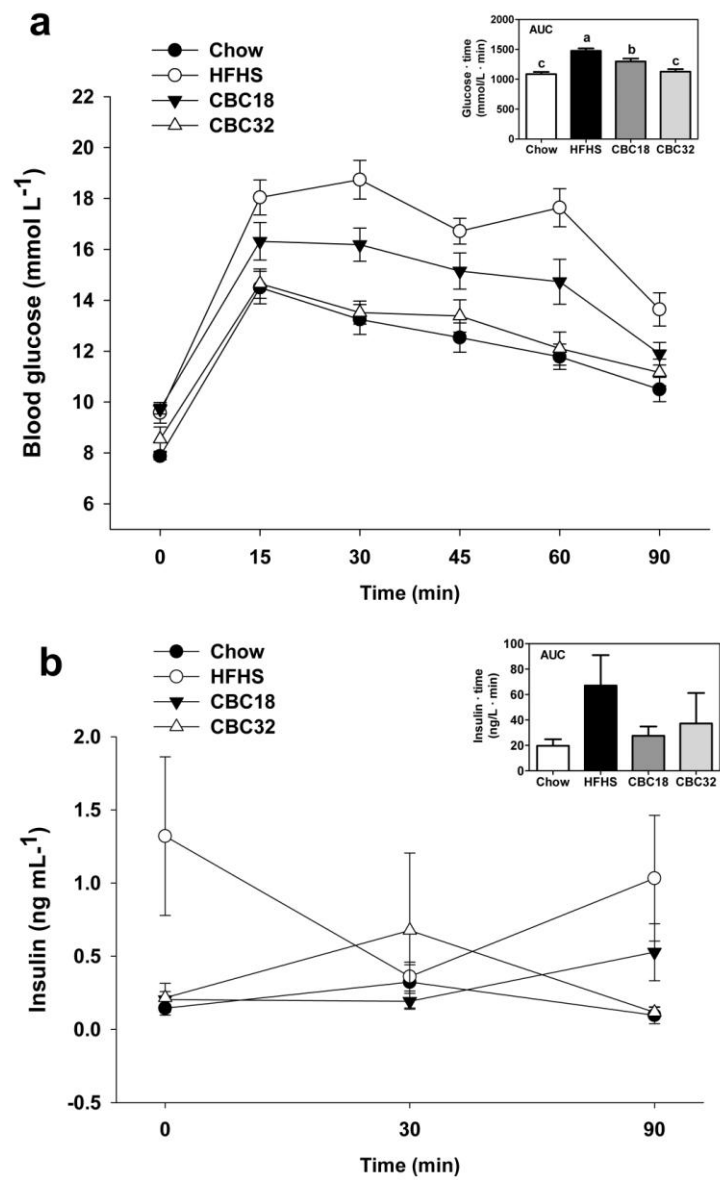 a
Chow
HFHS
CBC18
CBC32
AUC
Glucose · time
(mmol/L · min)
2000
1500
1000
500
0
c a b c
Chow HFHS CBC18 CBC32
Blood glucose (mmol L-1)
22
20
18
16
14
12
10
8
6
0 15 30 45 60 90
Time (min)
b
Chow
HFHS
CBC18
CBC32
AUC
Insulin · time
(ng/L · min)
100
80
60
40
20
0
Chow HFHS CBC18 CBC32
Insulin (ng mL-1)
2.0
1.5
1.0
0.5
0.0
-0.5
0 30 90
Time (min)